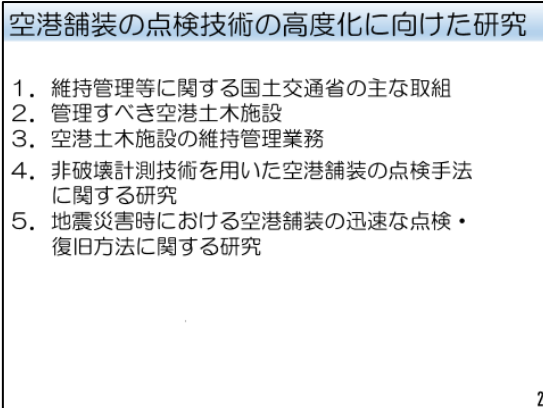 空港舗装の点検技術の高度化に向けた研究
１．維持管理等に関する国土交通省の主な取組
２．管理すべき空港土木施設
３．空港土木施設の維持管理業務
４．非破壊計測技術を用いた空港舗装の点検手法
に関する研究
５．地震災害時における空港舗装の迅速な点検・
復旧方法に関する研究
2